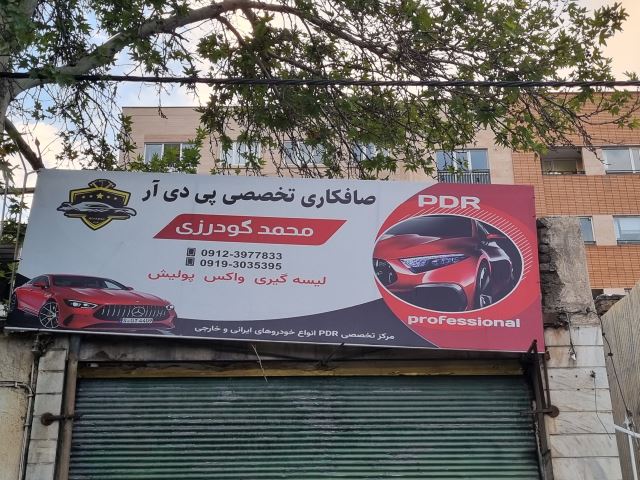 صافکاری تخصصی پی دی آر
محمد گودرزی
0912-3977833
0919-3035395
لیسه گیری واکس پولیش
PDR
professional
مرکز تخصصی PDR انواع خودروهای ایرانی و خارجی